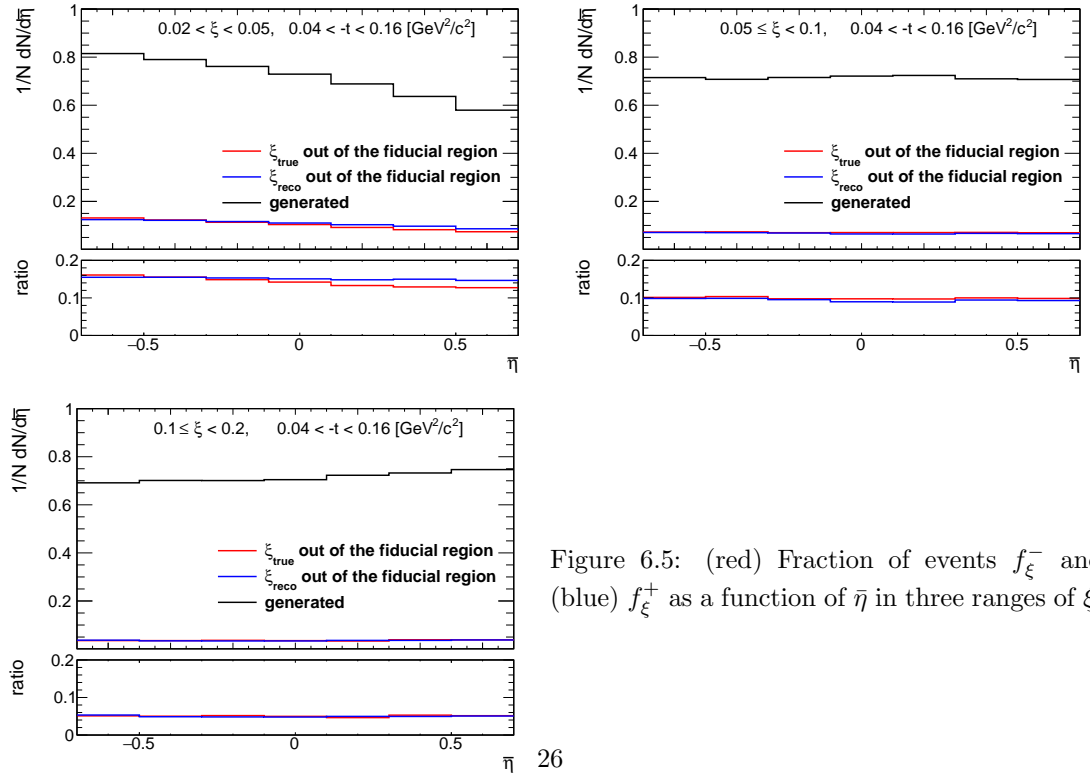 1/N dN/dη̅
1
0.8
0.6
0.4
0.2
0.02 < ξ < 0.05, 0.04 < -t < 0.16 [GeV²/c²]
ξ_true out of the fiducial region
ξ_reco out of the fiducial region
generated
ratio
0.2
0.1
0
−0.5 0 0.5
η̅
1/N dN/dη̅
1
0.8
0.6
0.4
0.2
0.05 ≤ ξ < 0.1, 0.04 < -t < 0.16 [GeV²/c²]
ξ_true out of the fiducial region
ξ_reco out of the fiducial region
generated
ratio
0.2
0.1
0
−0.5 0 0.5
η̅
1/N dN/dη̅
1
0.8
0.6
0.4
0.2
0.1 ≤ ξ < 0.2, 0.04 < -t < 0.16 [GeV²/c²]
ξ_true out of the fiducial region
ξ_reco out of the fiducial region
generated
ratio
0.2
0.1
0
−0.5 0 0.5
η̅
Figure 6.5: (red) Fraction of events f_ξ^− and
(blue) f_ξ^+ as a function of η̄ in three ranges of ξ
26